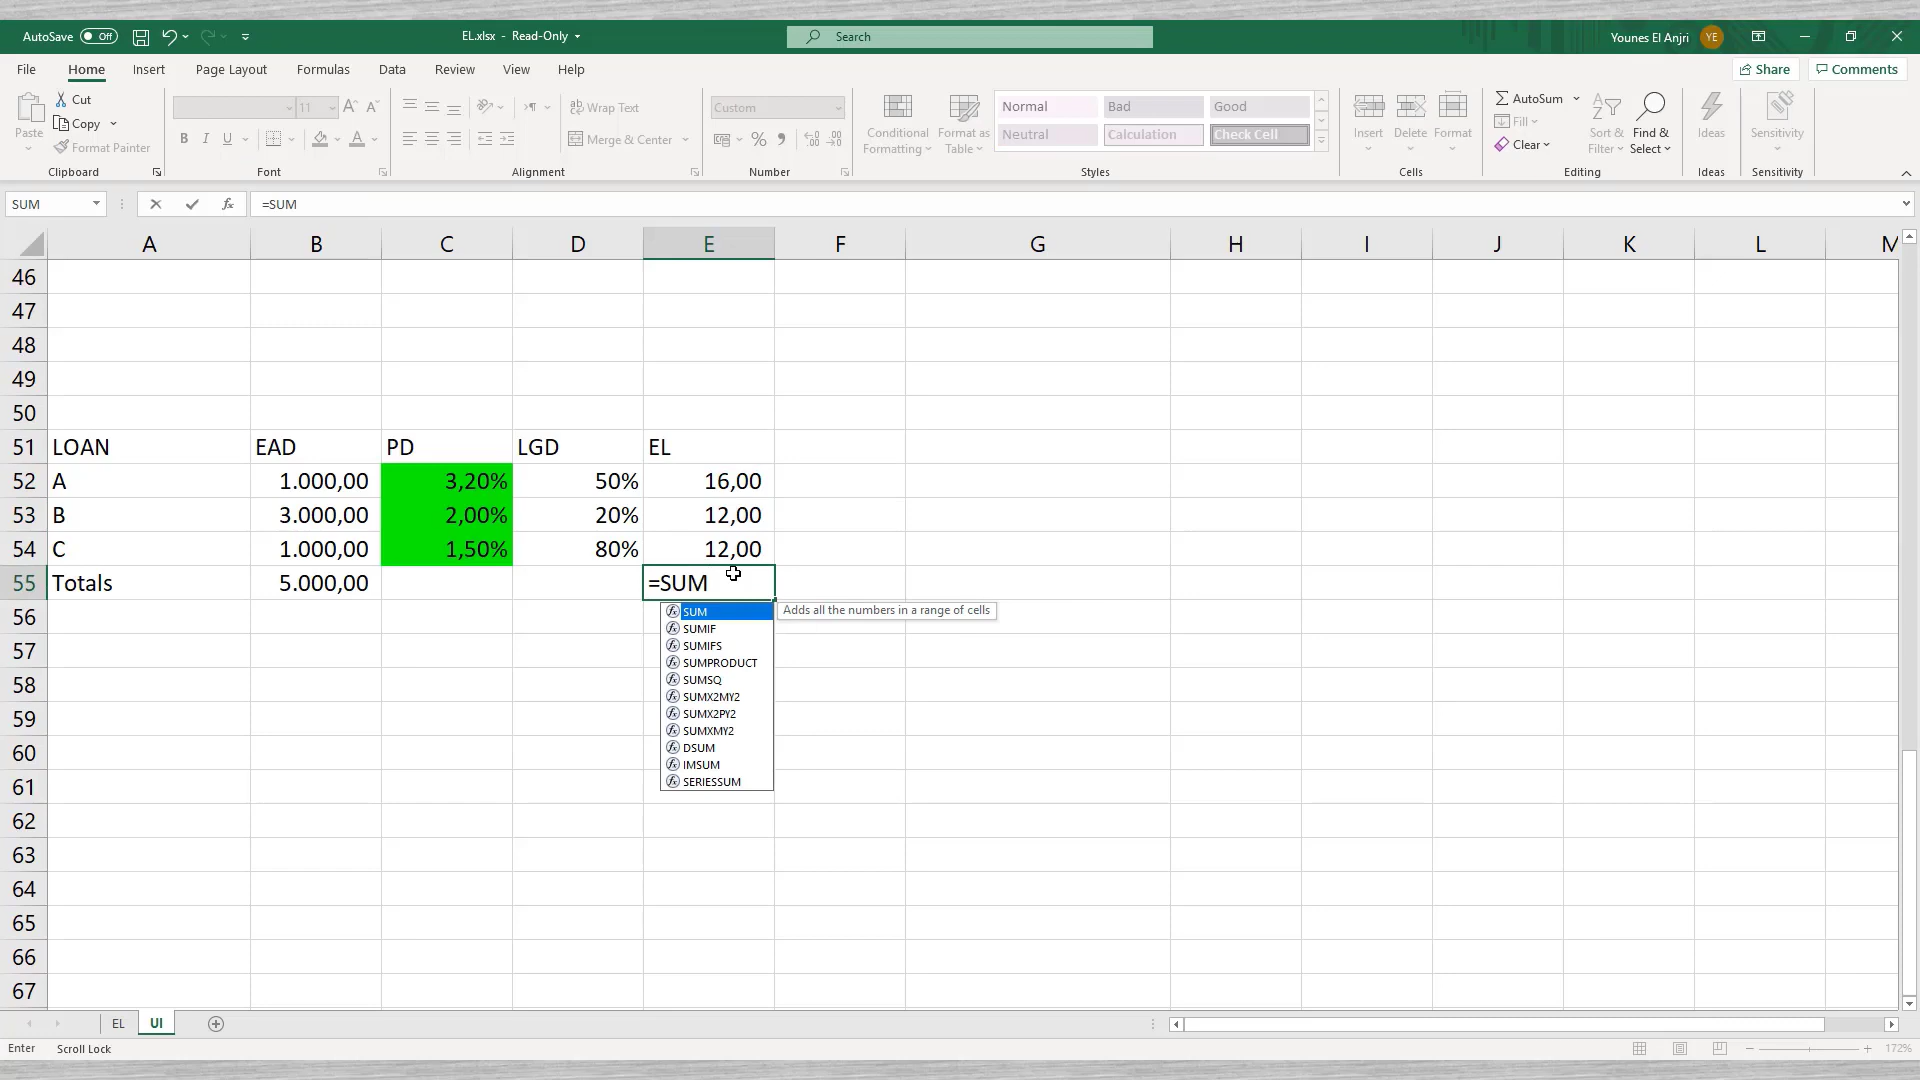 AutoSave Off
EL.xlsx - Read-Only
Search
Younes El Anjri YE
File Home Insert Page Layout Formulas Data Review View Help
Share Comments
Paste
Cut
Copy
Format Painter
Clipboard
11 A A
B I U A
Font
Wrap Text
Merge & Center
Alignment
Custom
%
Number
Conditional Formatting
Format as Table
Normal Bad Good
Neutral Calculation Check Cell
Styles
Insert Delete Format
Cells
AutoSum
Fill
Clear
Sort & Filter
Find & Select
Editing
Ideas
Ideas
Sensitivity
Sensitivity
SUM fx =SUM
A B C D E F G H I J K L M
46
47
48
49
50
51 LOAN EAD PD LGD EL
52 A 1.000,00 3,20% 50% 16,00
53 B 3.000,00 2,00% 20% 12,00
54 C 1.000,00 1,50% 80% 12,00
55 Totals 5.000,00 =SUM
56
57
58
59
60
61
62
63
64
65
66
67
SUM Adds all the numbers in a range of cells
SUMIF
SUMIFS
SUMPRODUCT
SUMSQ
SUMX2MY2
SUMX2PY2
SUMXMY2
DSUM
IMSUM
SERIESSUM
EL UI
Enter Scroll Lock 172%